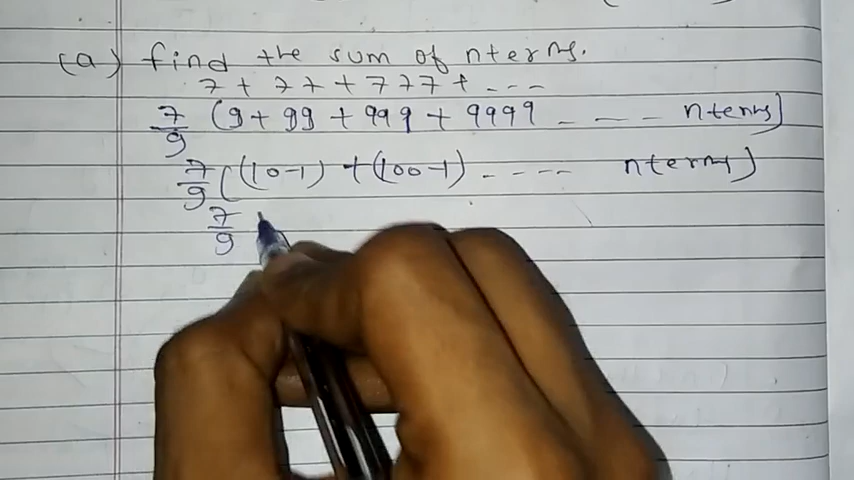 (a) find the sum of nterms.
7 + 77 + 777 + ---
7/9 (9 + 99 + 999 + 9999 - - - nterms)
7/9 ((10-1) + (100-1) ---- nterms)
7/9